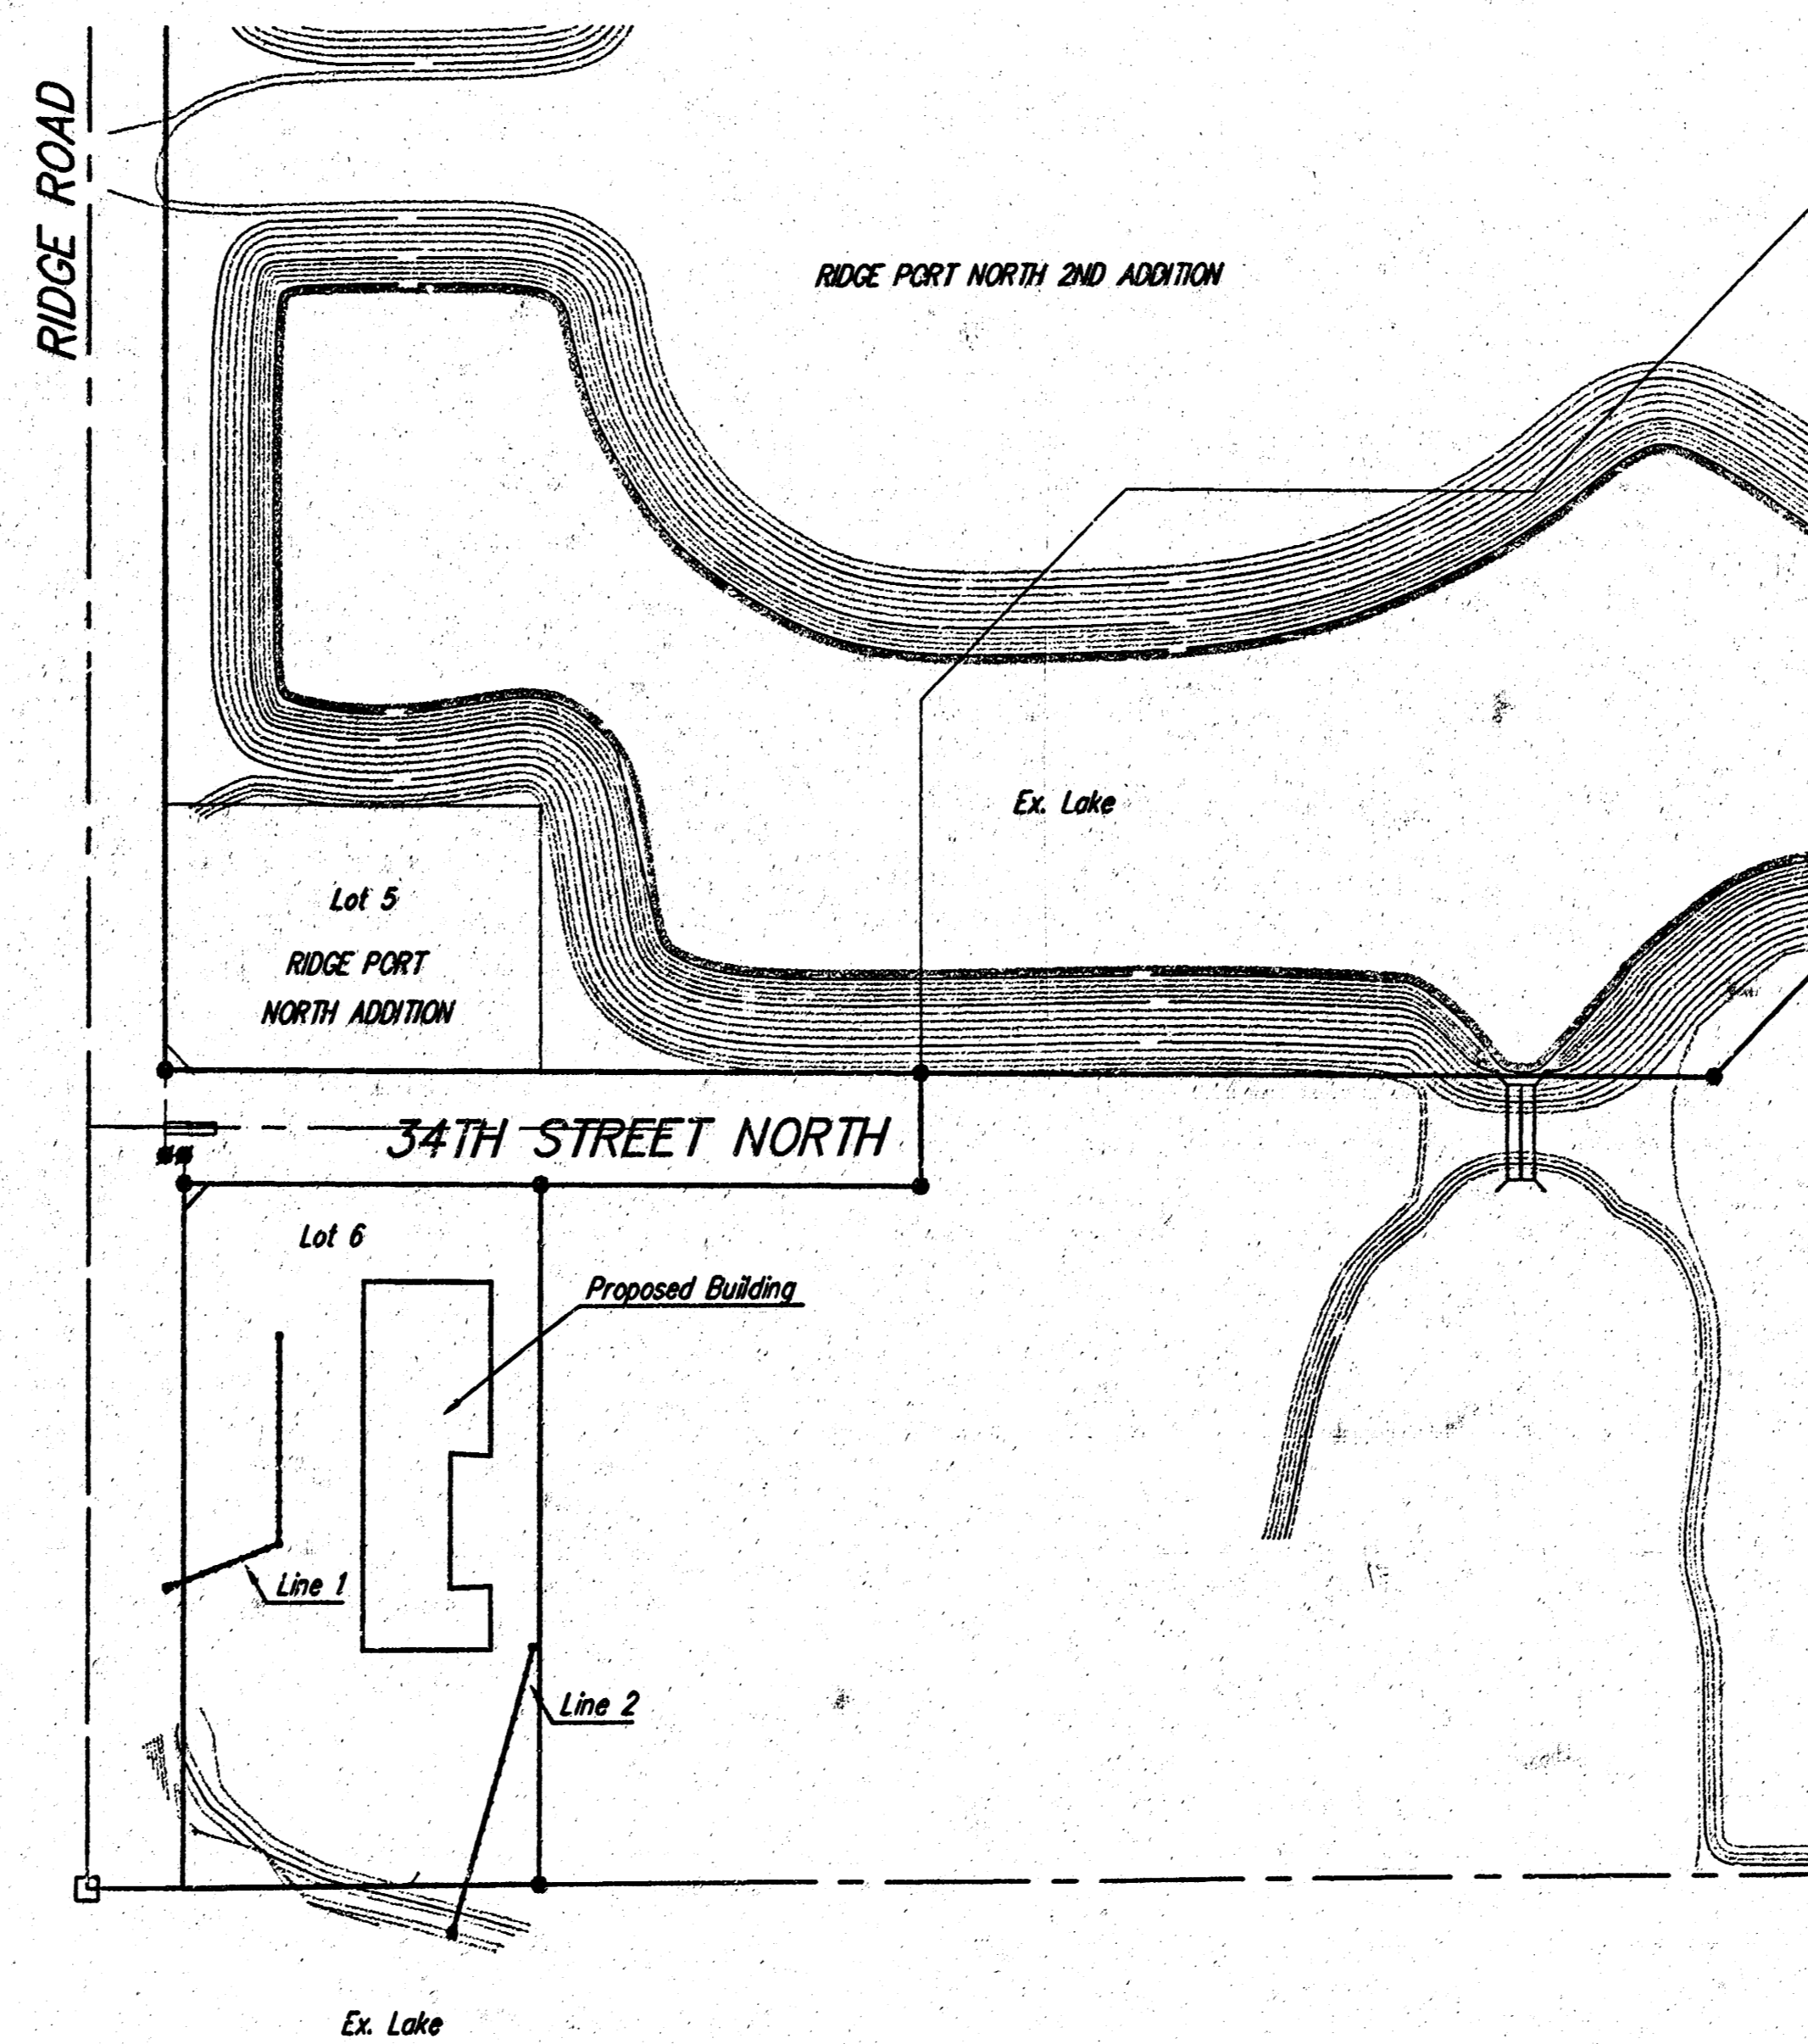 RIDGE ROAD
RIDGE PORT NORTH 2ND ADDITION
Ex. Lake
Lot 5
RIDGE PORT
NORTH ADDITION
34TH STREET NORTH
Lot 6
Proposed Building
Line 1
Line 2
Ex. Lake